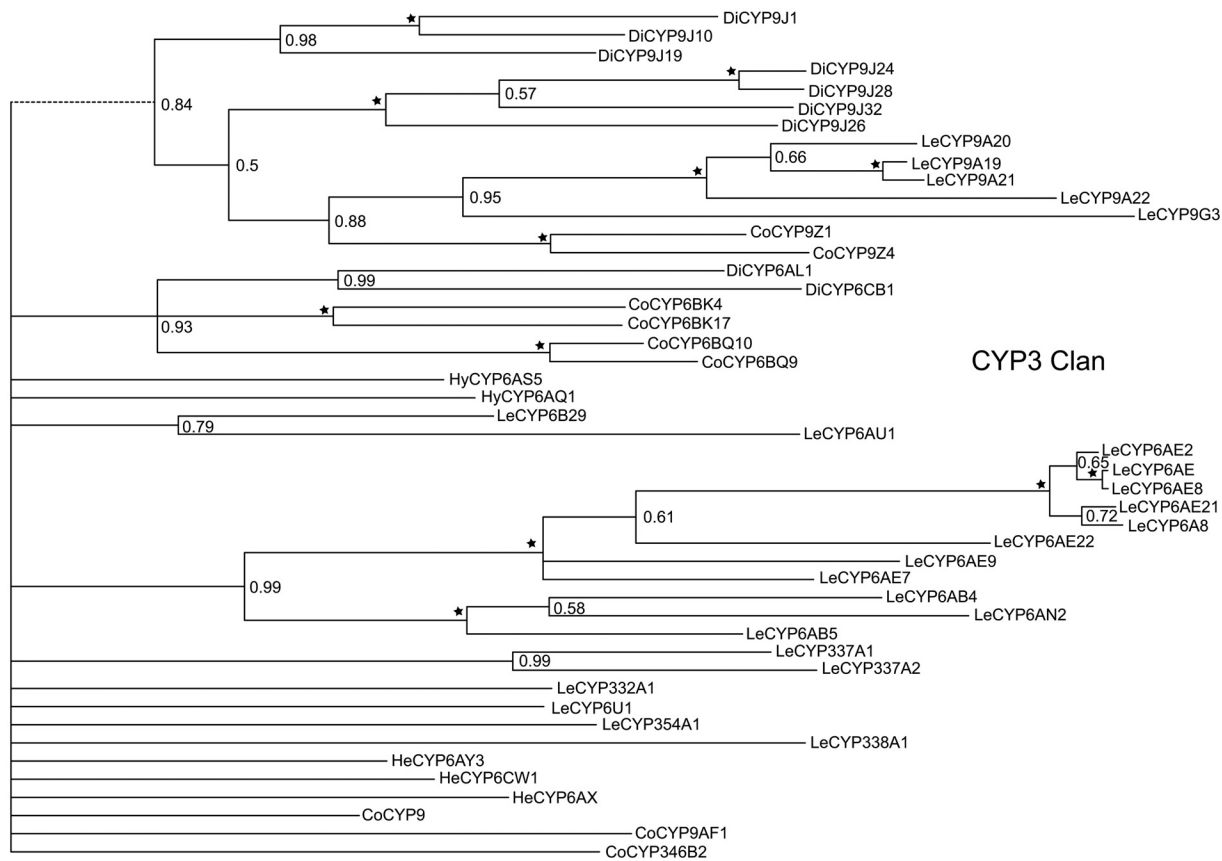 DiCYP9J1
DiCYP9J10
0.98
DiCYP9J19
DiCYP9J24
DiCYP9J28
0.57
0.84
DiCYP9J32
DiCYP9J26
LeCYP9A20
0.66
LeCYP9A19
0.5
LeCYP9A21
0.95
LeCYP9A22
LeCYP9G3
0.88
CoCYP9Z1
CoCYP9Z4
DiCYP6AL1
0.99
DiCYP6CB1
CoCYP6BK4
0.93
CoCYP6BK17
CoCYP6BQ10
CoCYP6BQ9
CYP3 Clan
HyCYP6AS5
HyCYP6AQ1
LeCYP6B29
0.79
LeCYP6AU1
LeCYP6AE2
0.65
LeCYP6AE
LeCYP6AE8
LeCYP6AE21
0.72
0.61
LeCYP6A8
LeCYP6AE22
LeCYP6AE9
LeCYP6AE7
0.99
LeCYP6AB4
0.58
LeCYP6AN2
LeCYP6AB5
LeCYP337A1
0.99
LeCYP337A2
LeCYP332A1
LeCYP6U1
LeCYP354A1
LeCYP338A1
HeCYP6AY3
HeCYP6CW1
HeCYP6AX
CoCYP9
CoCYP9AF1
CoCYP346B2